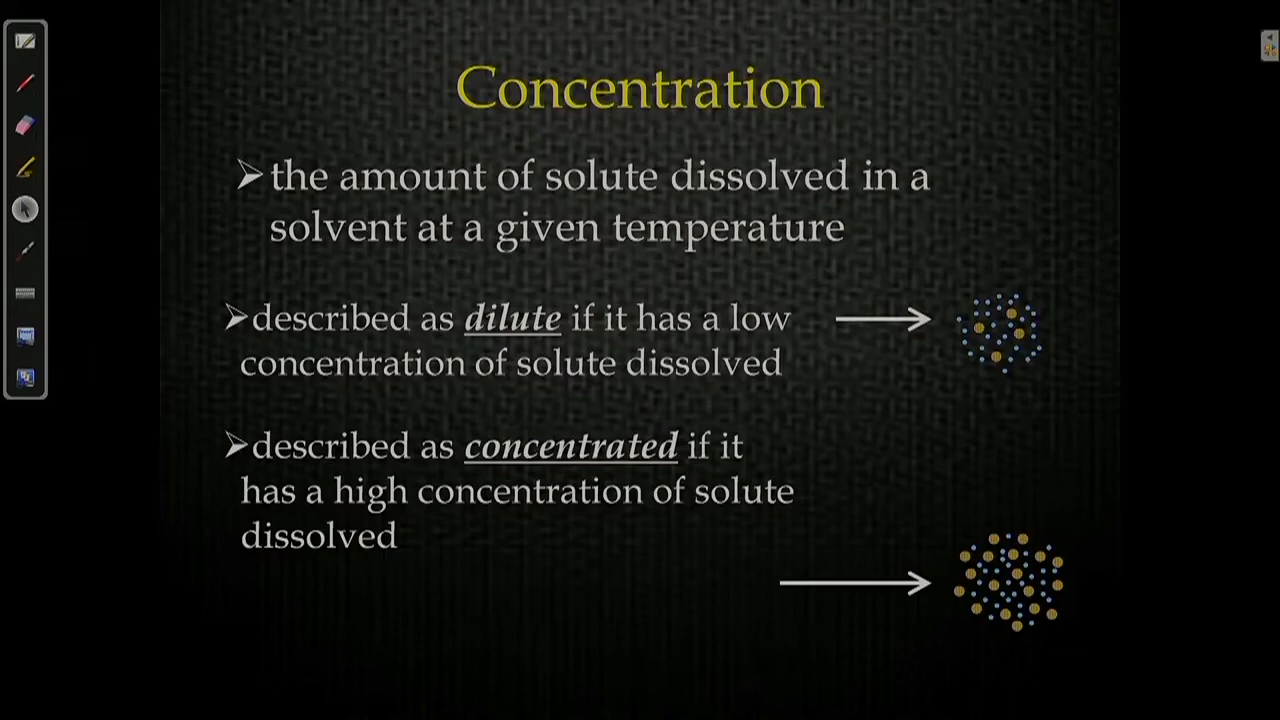 Concentration
➢the amount of solute dissolved in a
solvent at a given temperature
➢described as dilute if it has a low
concentration of solute dissolved
➢described as concentrated if it
has a high concentration of solute
dissolved